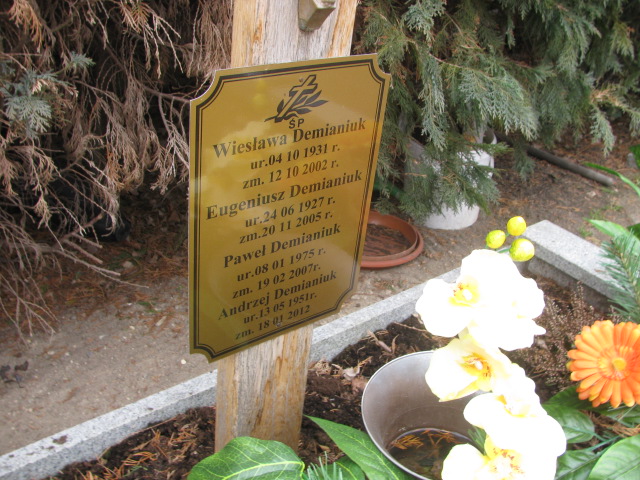 ŚP
Wiesława Demianiuk
ur.04 10 1931 r.
zm. 12 10 2002 r.
Eugeniusz Demianiuk
ur.24 06 1927 r.
zm.20 11 2005 r.
Paweł Demianiuk
ur.08 01 1975 r.
zm. 19 02 2007r.
Andrzej Demianiuk
ur.13 05 1951r.
zm. 18 01 2012